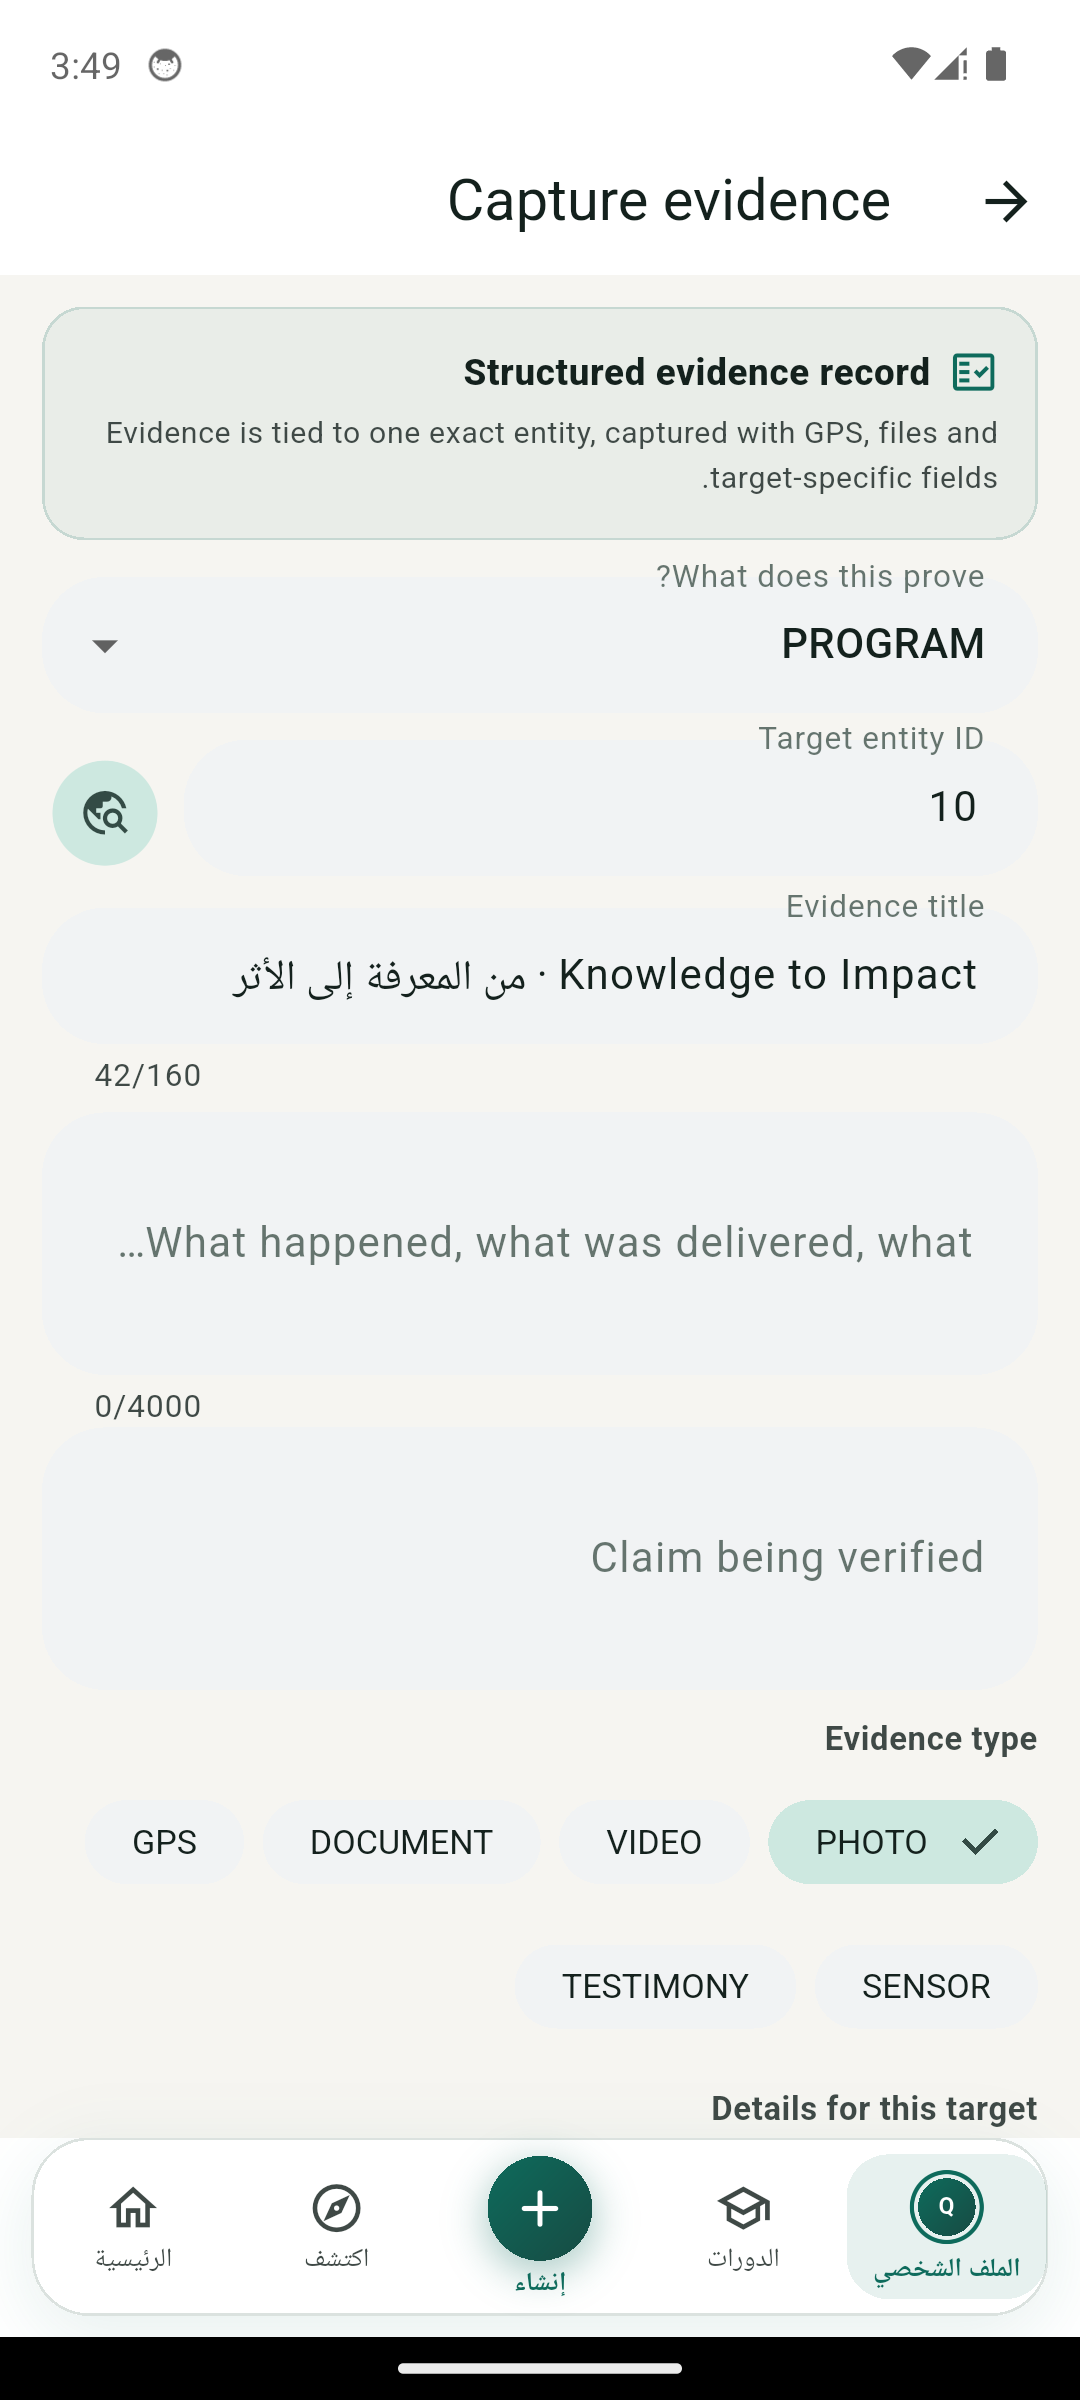 3:49
Capture evidence
Structured evidence record
Evidence is tied to one exact entity, captured with GPS, files and
target-specific fields.
What does this prove?
PROGRAM
Target entity ID
10
Evidence title
Knowledge to Impact · من المعرفة إلى الأثر
42/160
What happened, what was delivered, what…
0/4000
Claim being verified
Evidence type
PHOTO
VIDEO
DOCUMENT
GPS
SENSOR
TESTIMONY
Details for this target
Q
الملف الشخصي
الدورات
إنشاء
اكتشف
الرئيسية